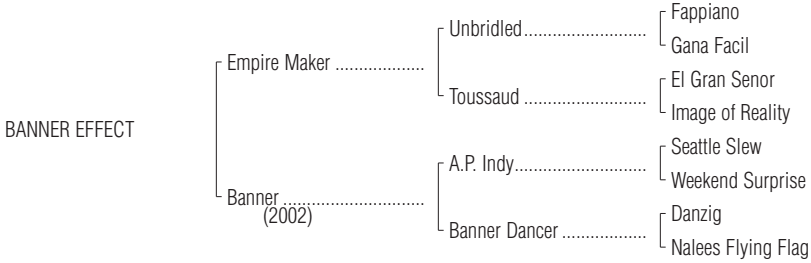 Fappiano
Unbridled..........................
Gana Facil
Empire Maker ...................
El Gran Senor
Toussaud ..........................
Image of Reality
BANNER EFFECT
Seattle Slew
A.P. Indy............................
Weekend Surprise
Banner ..............................
(2002)
Danzig
Banner Dancer ..................
Nalees Flying Flag